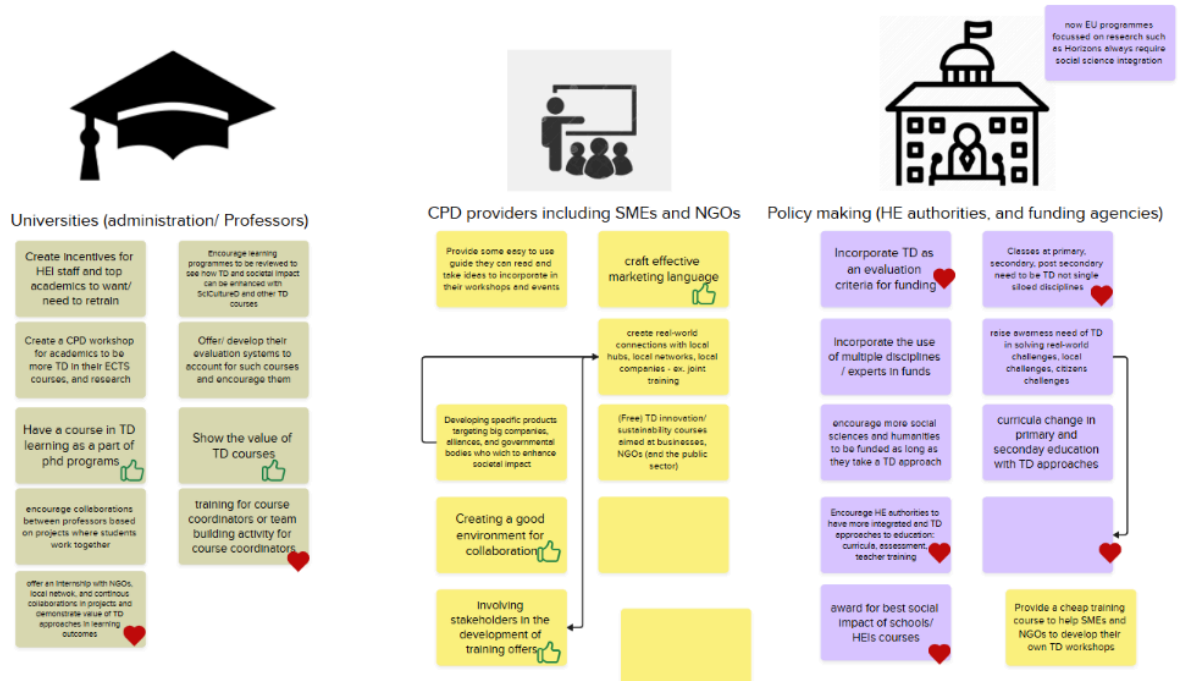 now EU programmes
focussed on research such
as Horizons always require
social science integration
Universities (administration/ Professors)
Create incentives for
HEI staff and top
academics to want/
need to retrain
Encourage learning
programmes to be reviewed to
see how TD and societal impact
can be enhanced with
SciCultureD and other TD
courses
Create a CPD workshop
for academics to be
more TD in their ECTS
courses, and research
Offer/ develop their
evaluation systems to
account for such courses
and encourage them
Have a course in TD
learning as a part of
phd programs
Show the value of
TD courses
encourage collaborations
between professors based
on projects where students
work together
training for course
coordinators or team
building activity for
course coordinators
offer an internship with NGOs,
local netwok, and continous
collaborations in projects and
demonstrate value of TD
approaches in learning
outcomes
CPD providers including SMEs and NGOs
Provide some easy to use
guide they can read and
take ideas to incorporate in
their workshops and events
craft effective
marketing language
create real-world
connections with local
hubs, local networks, local
companies - ex. joint
training
Developing specific products
targeting big companies,
alliances, and governmental
bodies who wich to enhance
societal impact
(Free) TD innovation/
sustainability courses
aimed at businesses,
NGOs (and the public
sector)
Creating a good
environment for
collaboration
involving
stakeholders in the
development of
training offers
Policy making (HE authorities, and funding agencies)
Incorporate TD as
an evaluation
criteria for funding
Classes at primary,
secondary, post secondary
need to be TD not single
siloed disciplines
Incorporate the use
of multiple disciplines
/ experts in funds
raise awarness need of TD
in solving real-world
challenges, local
challenges, citizens
challenges
encourage more social
sciences and humanities
to be funded as long as
they take a TD approach
curricula change in
primary and
seconday education
with TD approaches
Encourage HE authorities to
have more integrated and TD
approaches to education:
curricula, assessment,
teacher training
award for best social
impact of schools/
HEIs courses
Provide a cheap training
course to help SMEs and
NGOs to develop their
own TD workshops